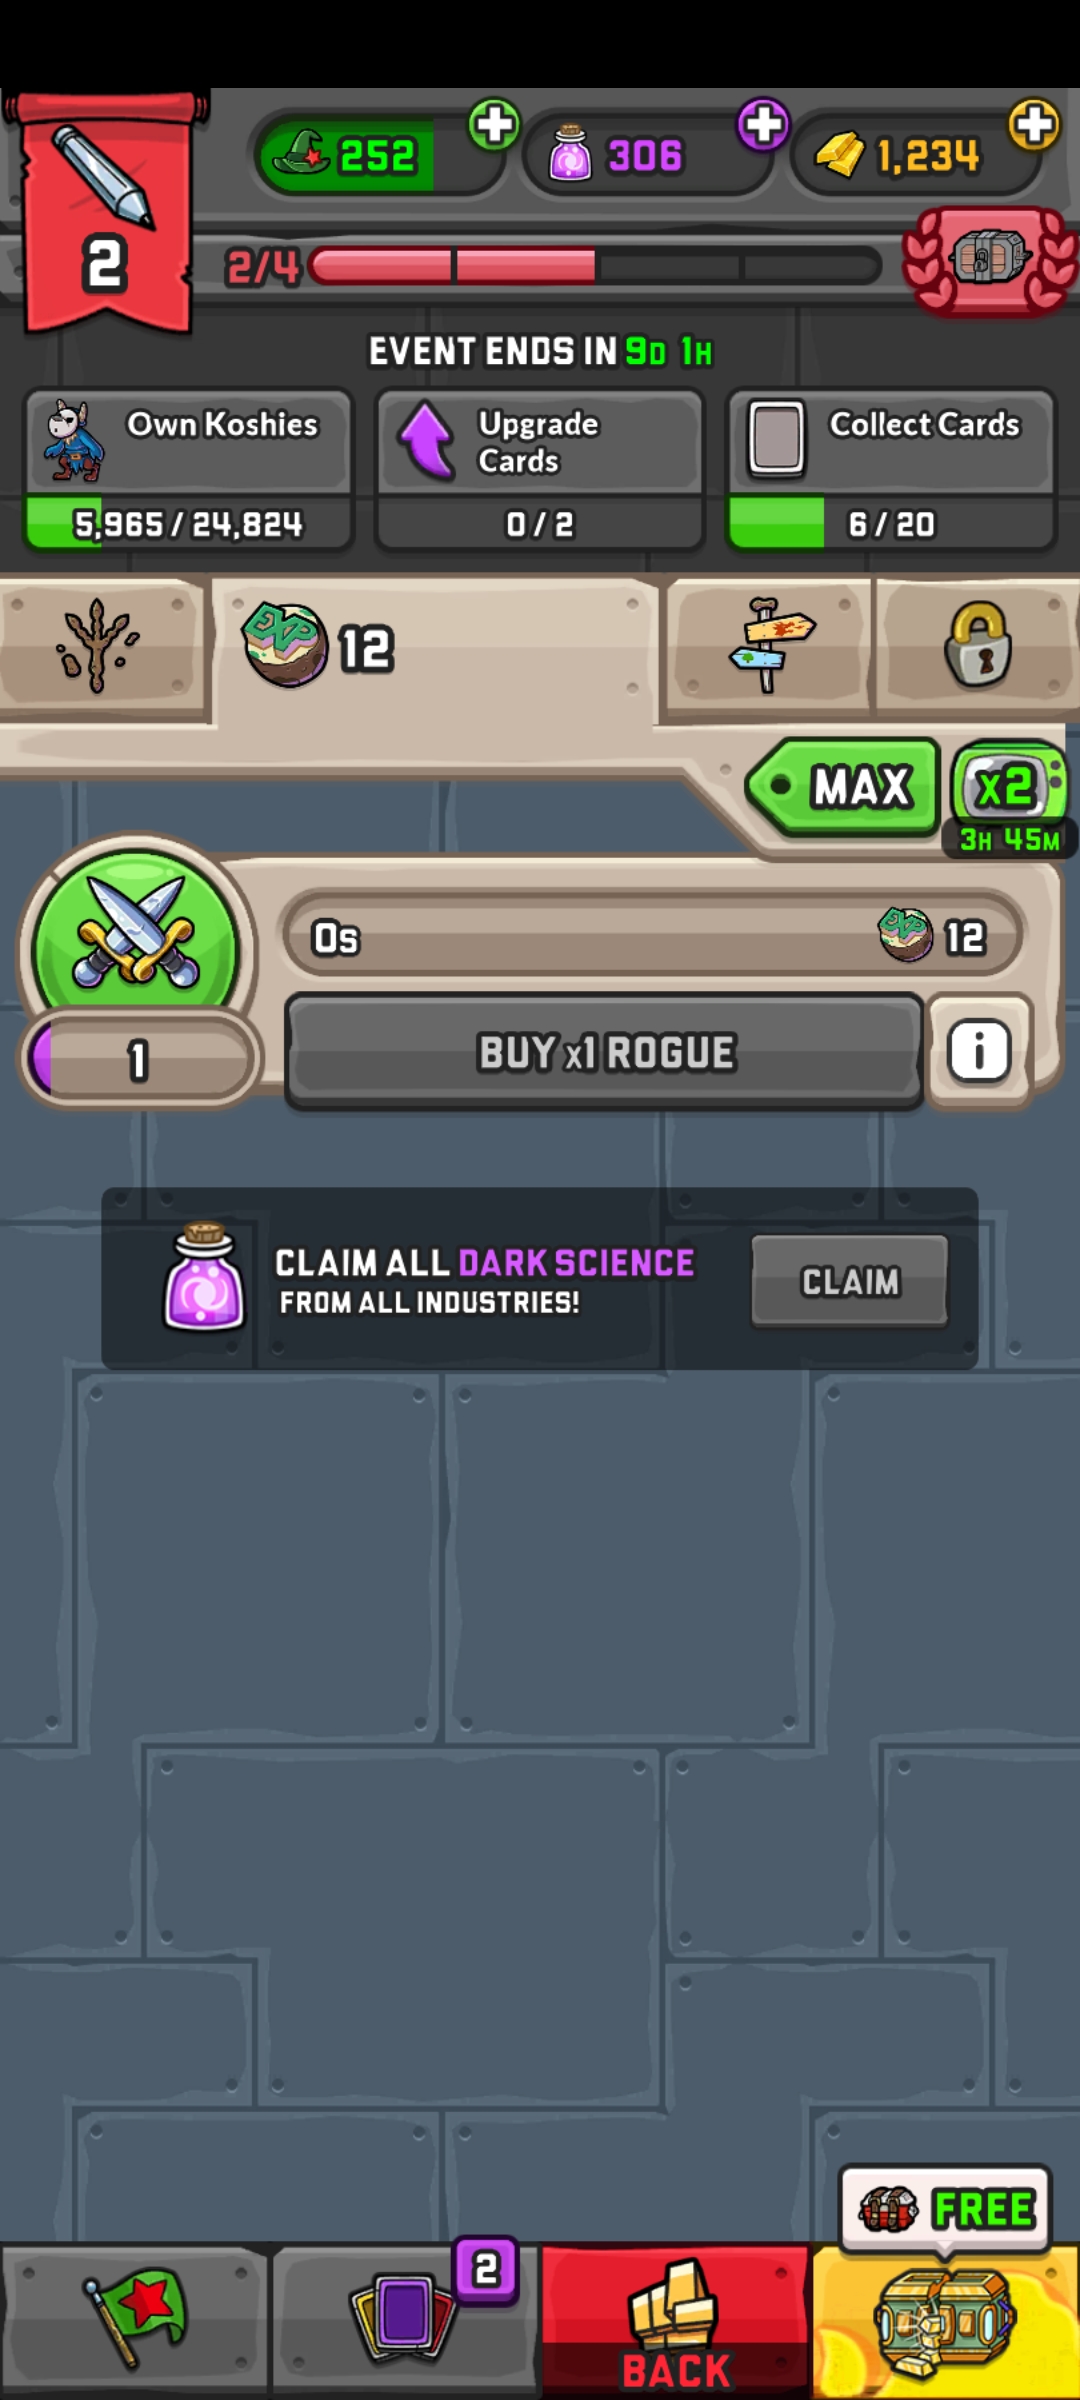 252
306
1,234
2
2/4
EVENT ENDS IN 9D 1H
Own Koshies
Upgrade
Cards
Collect Cards
5,965 / 24,824
0 / 2
6 / 20
EXP 12
MAX
x2
3H 45M
0s
EXP 12
1
BUY x1 ROGUE
i
CLAIM ALL DARK SCIENCE
FROM ALL INDUSTRIES!
CLAIM
FREE
2
BACK